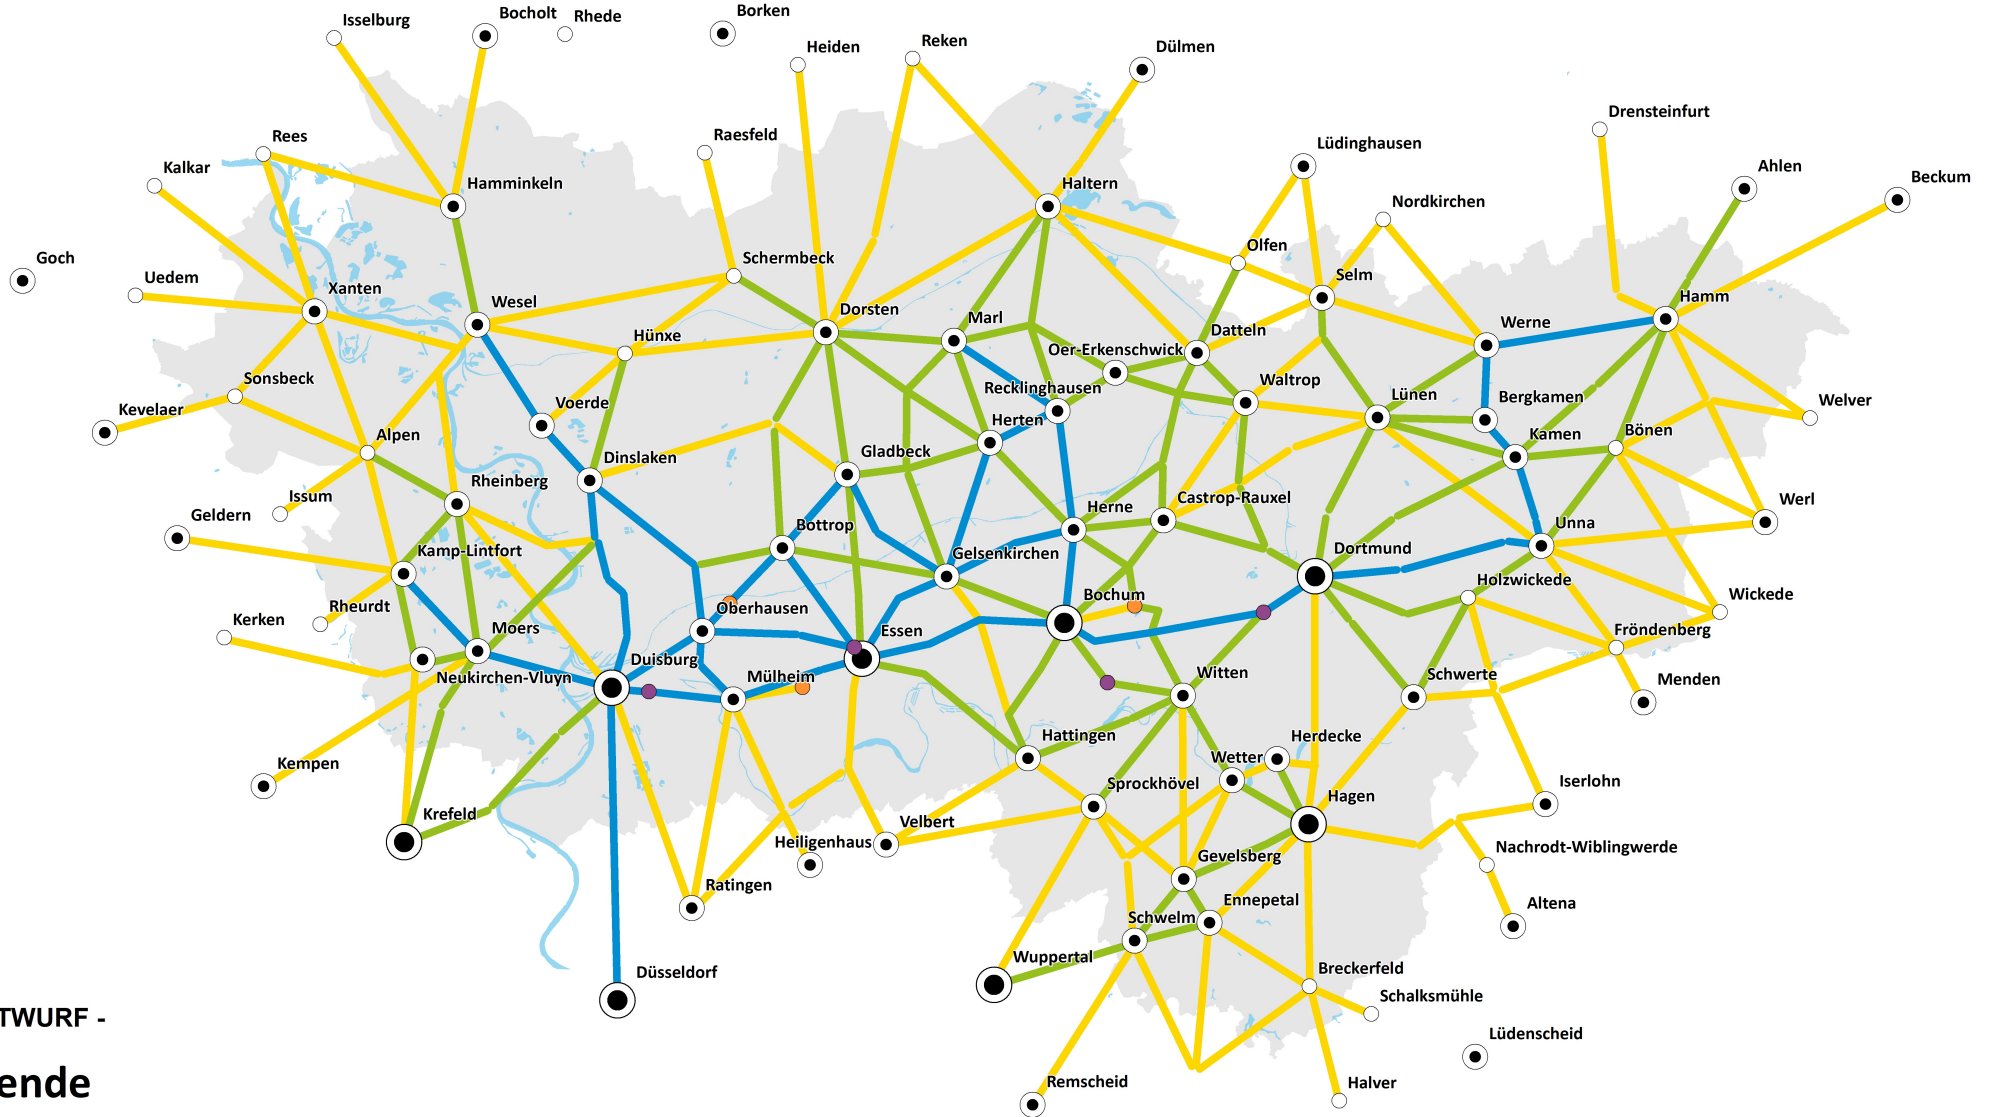 Isselburg
Bocholt
Rhede
Borken
Heiden
Reken
Dülmen
Drensteinfurt
Rees
Raesfeld
Lüdinghausen
Kalkar
Hamminkeln
Haltern
Ahlen
Beckum
Nordkirchen
Goch
Uedem
Schermbeck
Olfen
Selm
Xanten
Wesel
Dorsten
Marl
Hamm
Hünxe
Datteln
Werne
Oer-Erkenschwick
Sonsbeck
Recklinghausen
Waltrop
Lünen
Bergkamen
Welver
Kevelaer
Voerde
Herten
Alpen
Kamen
Bönen
Dinslaken
Gladbeck
Rheinberg
Issum
Castrop-Rauxel
Werl
Geldern
Herne
Bottrop
Unna
Kamp-Lintfort
Gelsenkirchen
Dortmund
Holzwickede
Rheurdt
Oberhausen
Bochum
Wickede
Kerken
Moers
Essen
Fröndenberg
Duisburg
Neukirchen-Vluyn
Mülheim
Witten
Schwerte
Menden
Hattingen
Herdecke
Kempen
Wetter
Sprockhövel
Iserlohn
Hagen
Krefeld
Velbert
Heiligenhaus
Nachrodt-Wiblingwerde
Gevelsberg
Ratingen
Ennepetal
Altena
Schwelm
Wuppertal
Düsseldorf
Breckerfeld
Schalksmühle
TWURF -
Lüdenscheid
ende
Remscheid
Halver